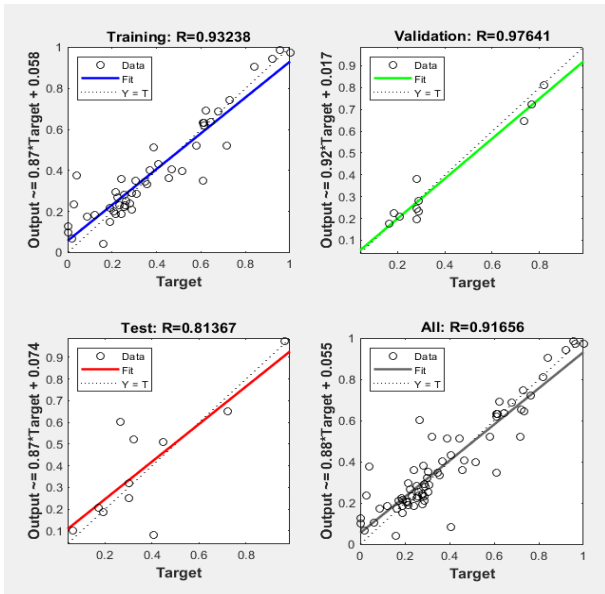 Training: R=0.93238
Output ~= 0.87*Target + 0.058
1
0.8
0.6
0.4
0.2
0
Data
Fit
Y = T
0 0.2 0.4 0.6 0.8 1
Target
Validation: R=0.97641
Output ~= 0.92*Target + 0.017
0.9
0.8
0.7
0.6
0.5
0.4
0.3
0.2
0.1
Data
Fit
Y = T
0.2 0.4 0.6 0.8
Target
Test: R=0.81367
Output ~= 0.87*Target + 0.074
0.9
0.8
0.7
0.6
0.5
0.4
0.3
0.2
0.1
Data
Fit
Y = T
0.2 0.4 0.6 0.8
Target
All: R=0.91656
Output ~= 0.88*Target + 0.055
1
0.8
0.6
0.4
0.2
0
Data
Fit
Y = T
0 0.2 0.4 0.6 0.8 1
Target